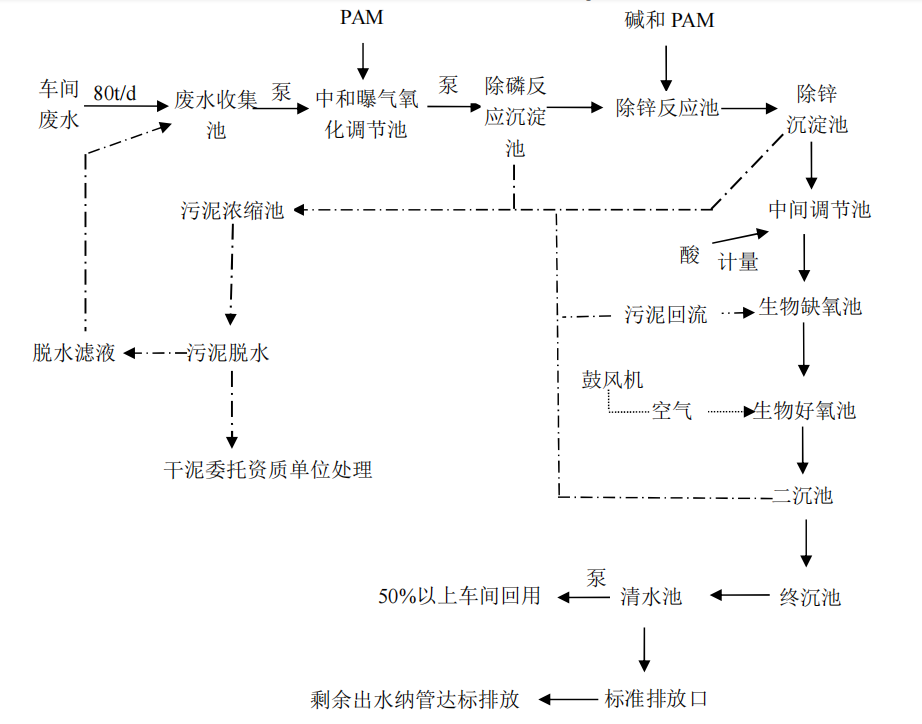 PAM
碱和 PAM
车间
废水
80t/d
废水收集
池
泵
中和曝气氧
化调节池
泵
除磷反
应沉淀
池
除锌反应池
除锌
沉淀池
污泥浓缩池
中间调节池
酸
计量
污泥回流
生物缺氧池
脱水滤液
污泥脱水
鼓风机
空气
生物好氧池
干泥委托资质单位处理
二沉池
50%以上车间回用
泵
清水池
终沉池
剩余出水纳管达标排放
标准排放口